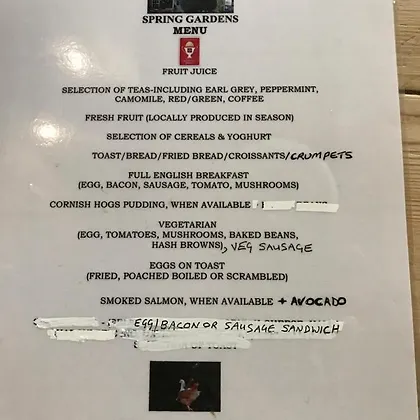 SPRING GARDENS
MENU
FRUIT JUICE
SELECTION OF TEAS-INCLUDING EARL GREY, PEPPERMINT,
CAMOMILE, RED/GREEN, COFFEE
FRESH FRUIT (LOCALLY PRODUCED IN SEASON)
SELECTION OF CEREALS & YOGHURT
TOAST/BREAD/FRIED BREAD/CROISSANTS/CRUMPETS
FULL ENGLISH BREAKFAST
(EGG, BACON, SAUSAGE, TOMATO, MUSHROOMS)
CORNISH HOGS PUDDING, WHEN AVAILABLE
VEGETARIAN
(EGG, TOMATOES, MUSHROOMS, BAKED BEANS,
HASH BROWNS), VEG SAUSAGE
EGGS ON TOAST
(FRIED, POACHED BOILED OR SCRAMBLED)
SMOKED SALMON, WHEN AVAILABLE + AVOCADO
EGG/BACON OR SAUSAGE SANDWICH